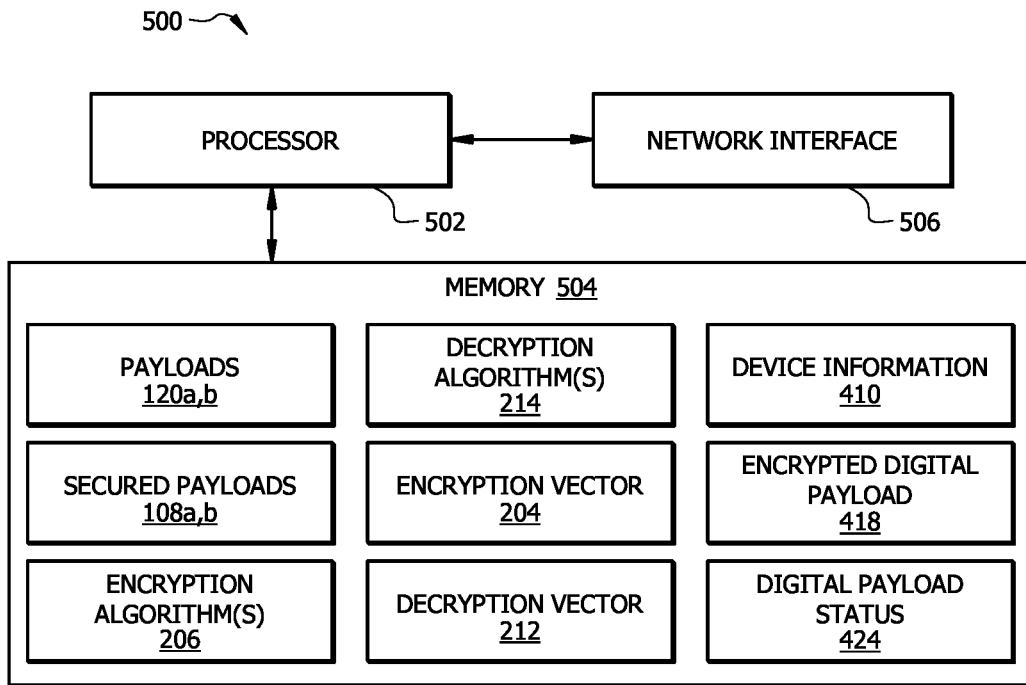 500
PROCESSOR
NETWORK INTERFACE
502
506
MEMORY 504
PAYLOADS
120a,b
DECRYPTION
ALGORITHM(S)
214
DEVICE INFORMATION
410
SECURED PAYLOADS
108a,b
ENCRYPTION VECTOR
204
ENCRYPTED DIGITAL
PAYLOAD
418
ENCRYPTION
ALGORITHM(S)
206
DECRYPTION VECTOR
212
DIGITAL PAYLOAD
STATUS
424